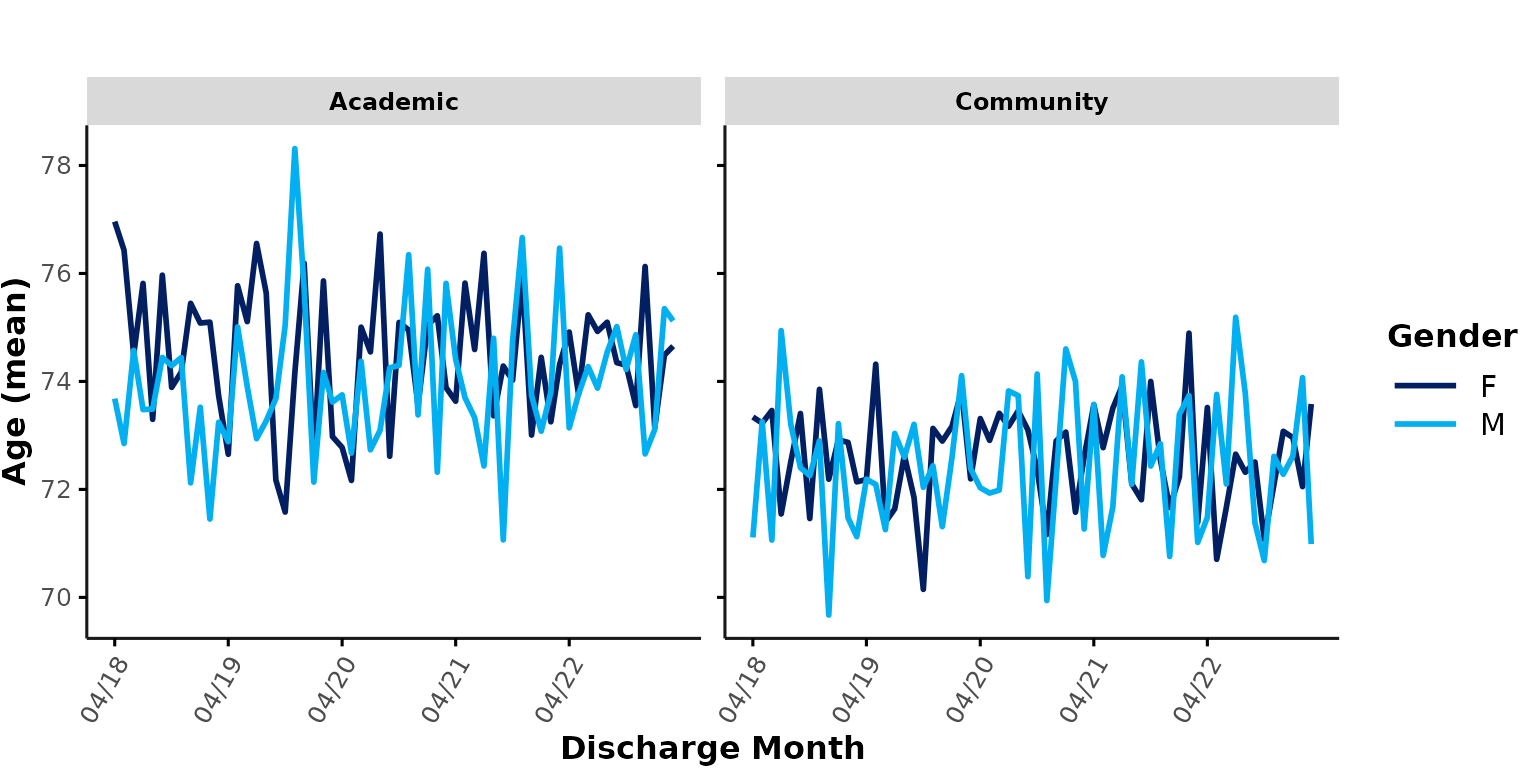 Academic
Community
Age (mean)
78
76
74
72
70
04/18
04/19
04/20
04/21
04/22
04/18
04/19
04/20
04/21
04/22
Discharge Month
Gender
F
M